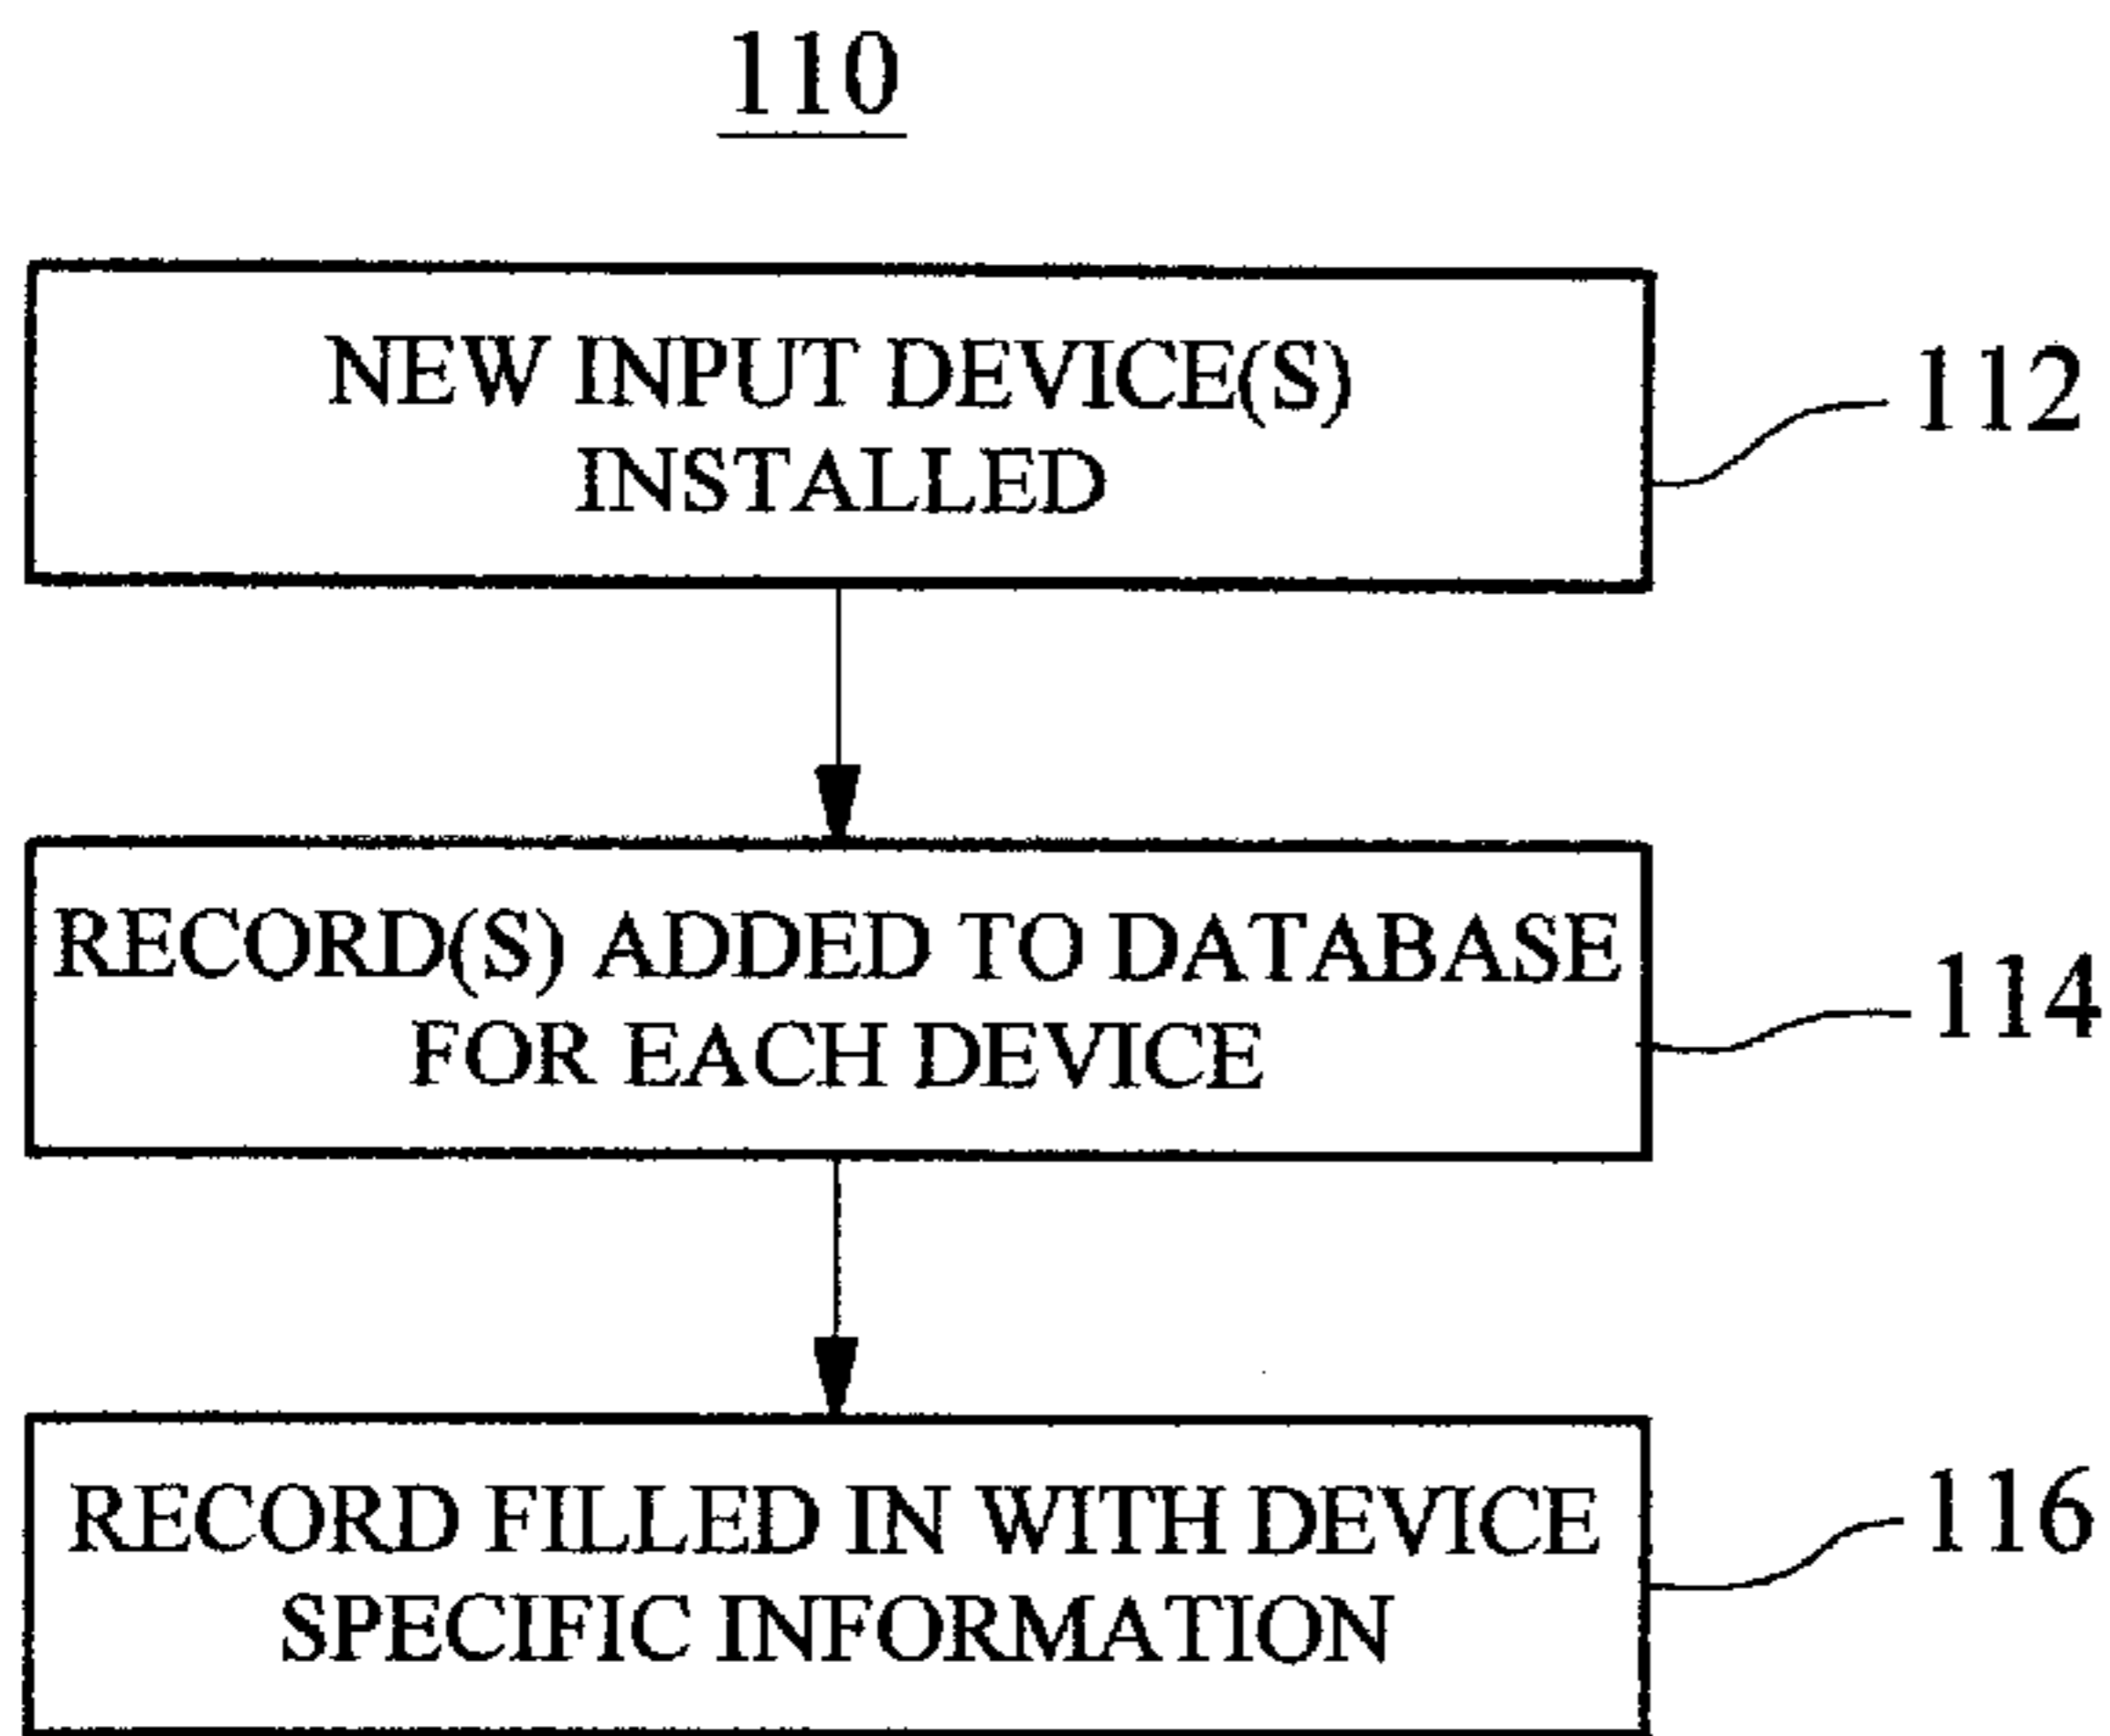 110
NEW INPUT DEVICE(S)
INSTALLED
112
RECORD(S) ADDED TO DATABASE
FOR EACH DEVICE
114
RECORD FILLED IN WITH DEVICE
SPECIFIC INFORMATION
116